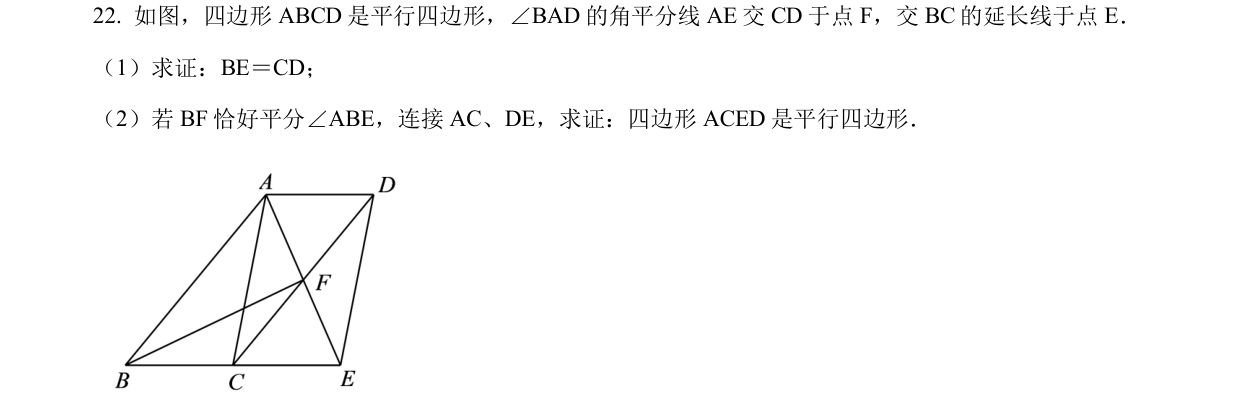 22. 如图，四边形 ABCD 是平行四边形，∠BAD 的角平分线 AE 交 CD 于点 F，交 BC 的延长线于点 E．
（1）求证：BE＝CD；
（2）若 BF 恰好平分∠ABE，连接 AC、DE，求证：四边形 ACED 是平行四边形．
A D
F
B C E